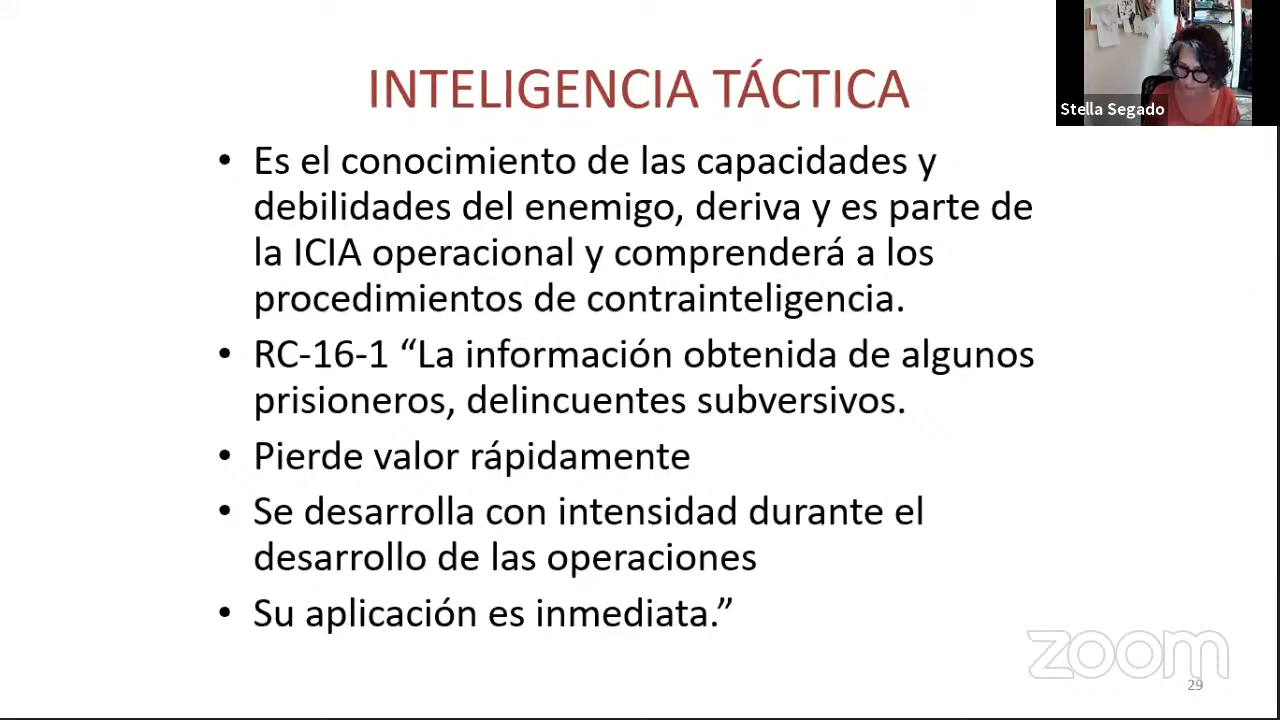 INTELIGENCIA TÁCTICA
Stella Segado
• Es el conocimiento de las capacidades y
debilidades del enemigo, deriva y es parte de
la ICIA operacional y comprenderá a los
procedimientos de contrainteligencia.
• RC-16-1 “La información obtenida de algunos
prisioneros, delincuentes subversivos.
• Pierde valor rápidamente
• Se desarrolla con intensidad durante el
desarrollo de las operaciones
• Su aplicación es inmediata.”
zoom
29